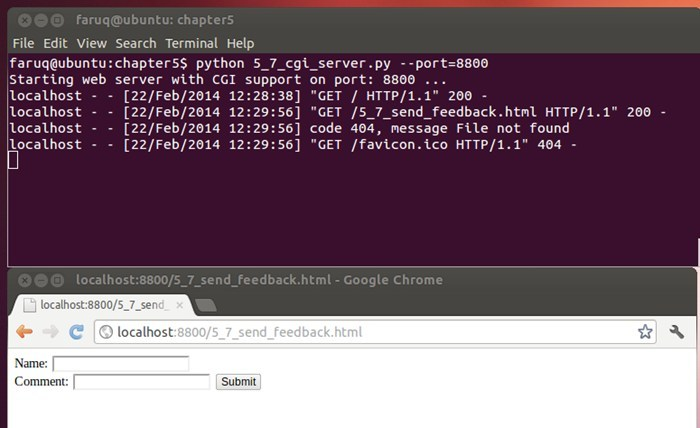 faruq@ubuntu: chapter5
File Edit View Search Terminal Help
faruq@ubuntu:chapter5$ python 5_7_cgi_server.py --port=8800
Starting web server with CGI support on port: 8800 ...
localhost - - [22/Feb/2014 12:28:38] "GET / HTTP/1.1" 200 -
localhost - - [22/Feb/2014 12:29:56] "GET /5_7_send_feedback.html HTTP/1.1" 200 -
localhost - - [22/Feb/2014 12:29:56] code 404, message File not found
localhost - - [22/Feb/2014 12:29:56] "GET /favicon.ico HTTP/1.1" 404 -
localhost:8800/5_7_send_feedback.html - Google Chrome
localhost:8800/5_7_send_
localhost:8800/5_7_send_feedback.html
Name:
Comment: Submit